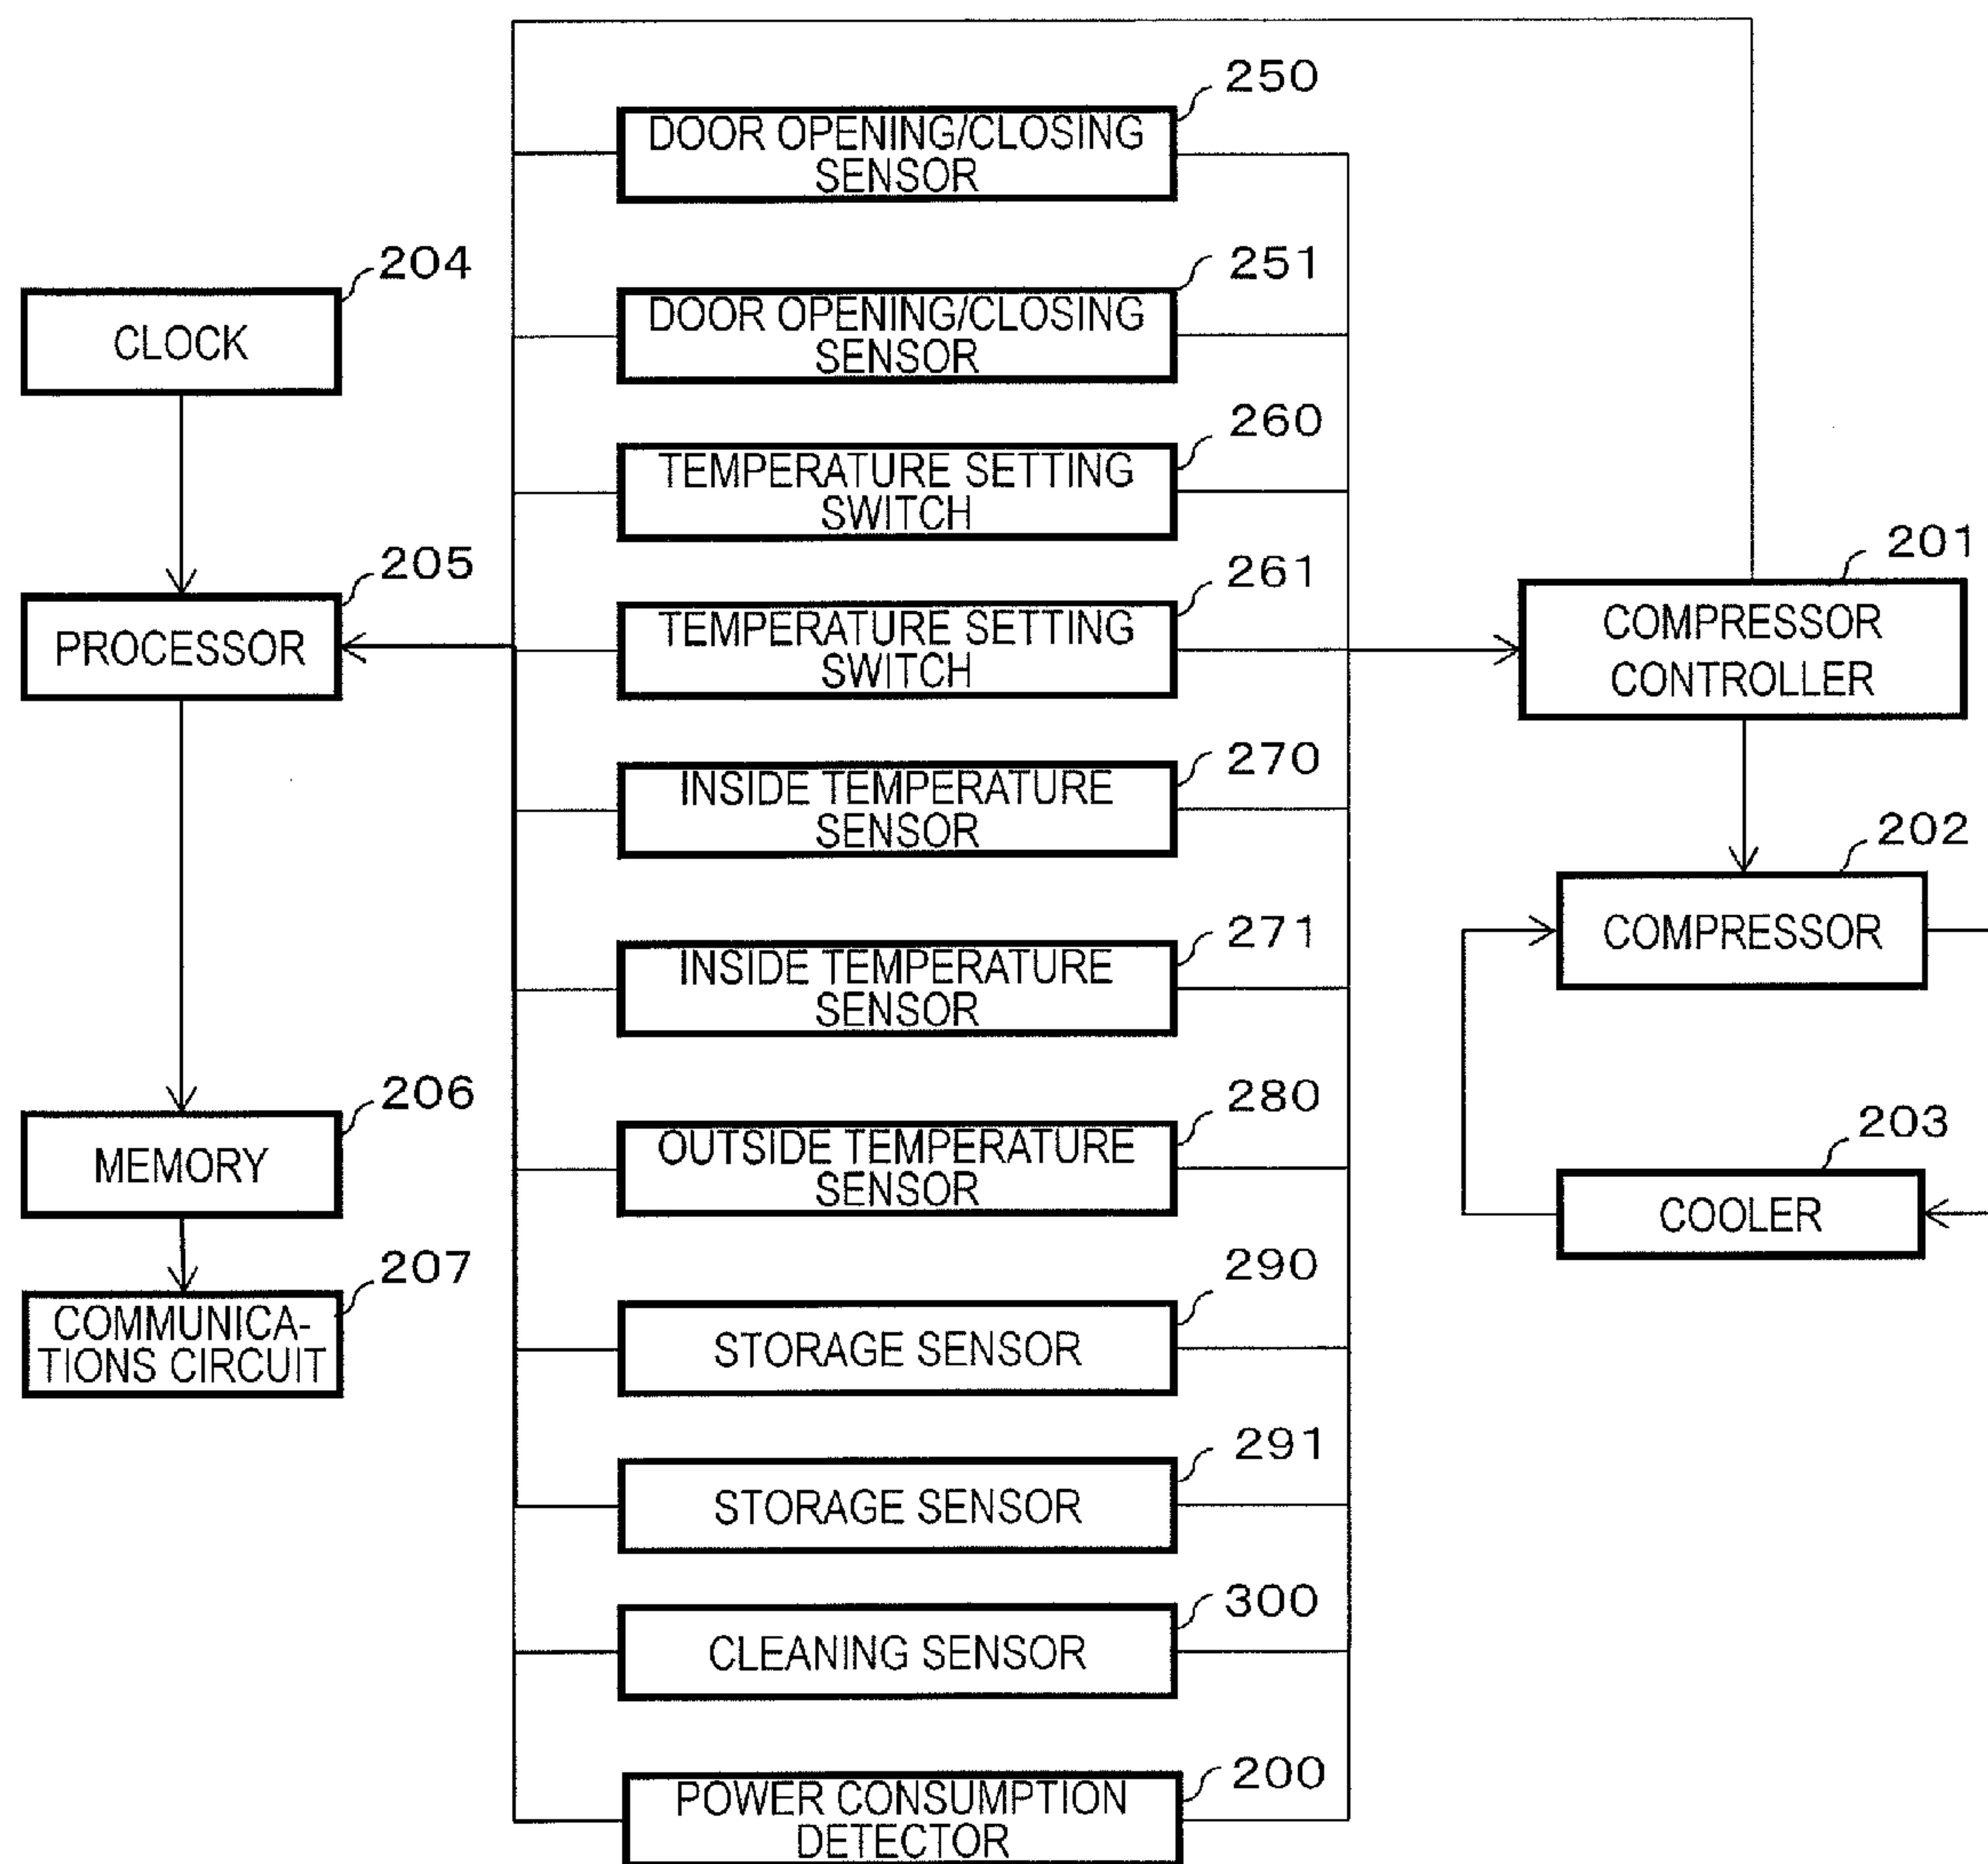 250
DOOR OPENING/CLOSING
SENSOR
204
CLOCK
251
DOOR OPENING/CLOSING
SENSOR
260
TEMPERATURE SETTING
SWITCH
205
PROCESSOR
261
TEMPERATURE SETTING
SWITCH
201
COMPRESSOR
CONTROLLER
270
INSIDE TEMPERATURE
SENSOR
202
COMPRESSOR
271
INSIDE TEMPERATURE
SENSOR
206
MEMORY
280
OUTSIDE TEMPERATURE
SENSOR
203
COOLER
207
COMMUNICA-
TIONS CIRCUIT
290
STORAGE SENSOR
291
STORAGE SENSOR
300
CLEANING SENSOR
200
POWER CONSUMPTION
DETECTOR